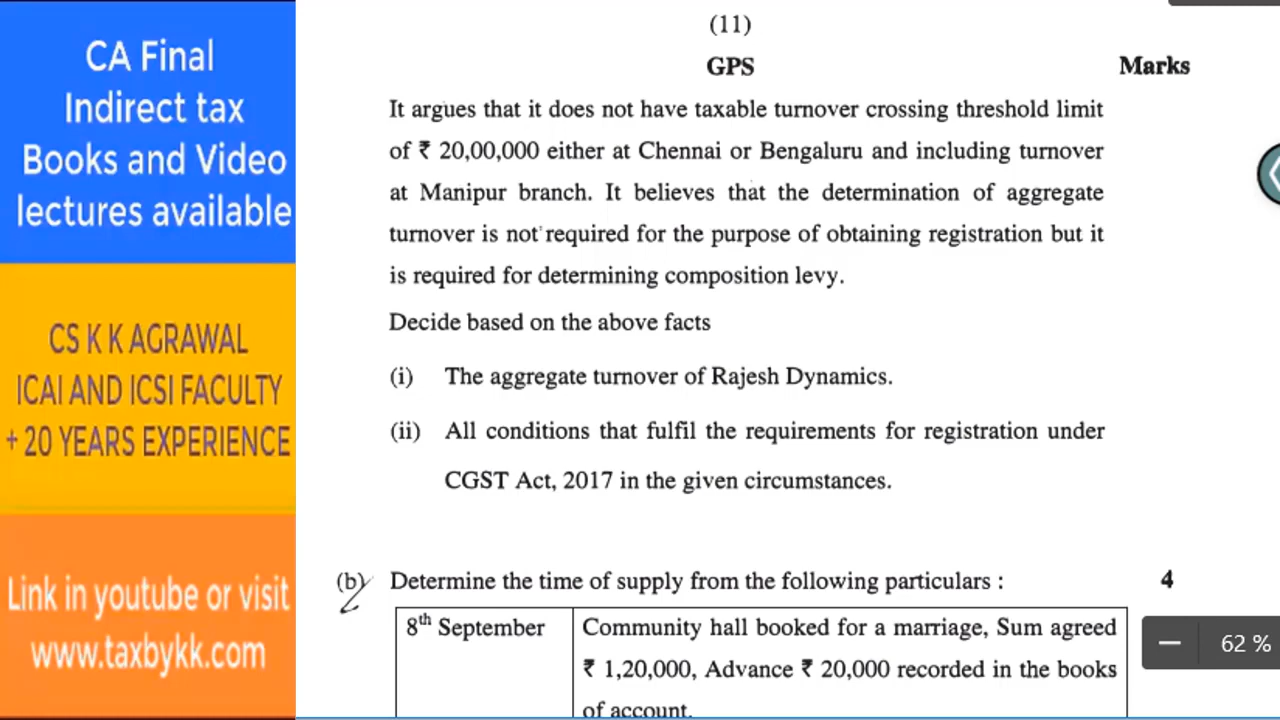 CA Final
Indirect tax
Books and Video
lectures available
CS K K AGRAWAL
ICAI AND ICSI FACULTY
+ 20 YEARS EXPERIENCE
Link in youtube or visit
www.taxbykk.com
(11)
GPS Marks
It argues that it does not have taxable turnover crossing threshold limit
of ₹ 20,00,000 either at Chennai or Bengaluru and including turnover
at Manipur branch. It believes that the determination of aggregate
turnover is not required for the purpose of obtaining registration but it
is required for determining composition levy.
Decide based on the above facts
(i) The aggregate turnover of Rajesh Dynamics.
(ii) All conditions that fulfil the requirements for registration under
CGST Act, 2017 in the given circumstances.
(b) Determine the time of supply from the following particulars : 4
8th September Community hall booked for a marriage, Sum agreed
₹ 1,20,000, Advance ₹ 20,000 recorded in the books
of account.
62 %